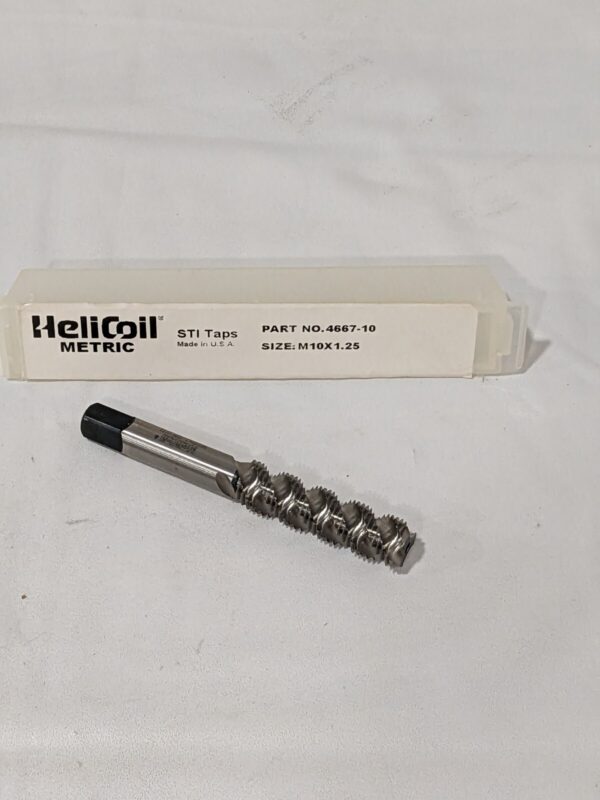 HeliCoil
METRIC
STI Taps
Made in U.S.A.
PART NO. 4667-10
SIZE: M10X1.25